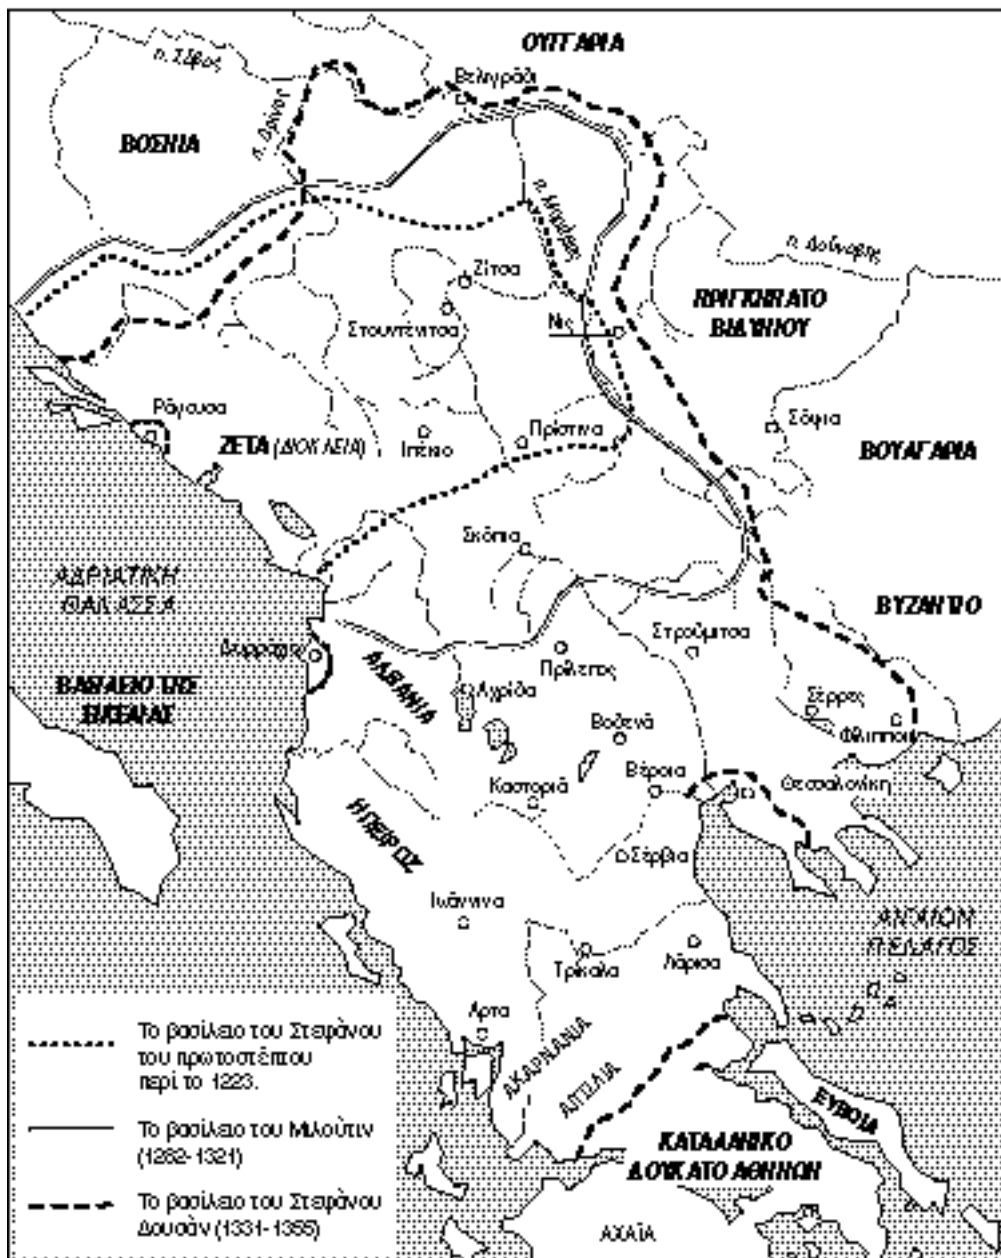 ΟΥΓΓΑΡΙΑ
π. Σάβος
Βελιγράδι
π. Δρίνος
ΒΟΣΝΙΑ
π. Μοράβας
π. Δούναβης
Ζίτσα
ΠΡΙΓΚΗΠΑΤΟ
ΒΙΔΥΝΙΟΥ
Στουντένιτσα
Νις
Ράγουσα
Σόφια
ΖΕΤΑ (ΔΙΟΚΛΕΙΑ)
Ιπέκιο
Πρίστινα
ΒΟΥΛΓΑΡΙΑ
Σκόπια
ΑΔΡΙΑΤΙΚΗ
ΘΑΛΑΣΣΑ
ΒΥΖΑΝΤΙΟ
Στρούμιτσα
Δυρράχιο
Πρίλεπος
ΑΛΒΑΝΙΑ
ΒΑΣΙΛΕΙΟ ΤΗΣ
ΣΙΚΕΛΙΑΣ
Αχρίδα
Σέρρες
Βοδενά
Φίλιπποι
Βέροια
Καστοριά
Θεσσαλονίκη
ΗΠΕΙΡΟΣ
Σέρβια
Ιωάννινα
ΑΙΓΑΙΟΝ
ΠΕΛΑΓΟΣ
Τρίκαλα
Λάρισα
Άρτα
ΑΚΑΡΝΑΝΙΑ
ΑΙΤΩΛΙΑ
ΕΥΒΟΙΑ
ΚΑΤΑΛΑΝΙΚΟ
ΔΟΥΚΑΤΟ ΑΘΗΝΩΝ
ΑΧΑΪΑ
Το βασίλειο του Στεφάνου
του πρωτοστέπτου
περί το 1223.
Το βασίλειο του Μιλούτιν
(1282-1321)
Το βασίλειο του Στεφάνου
Δουσάν (1331-1355)